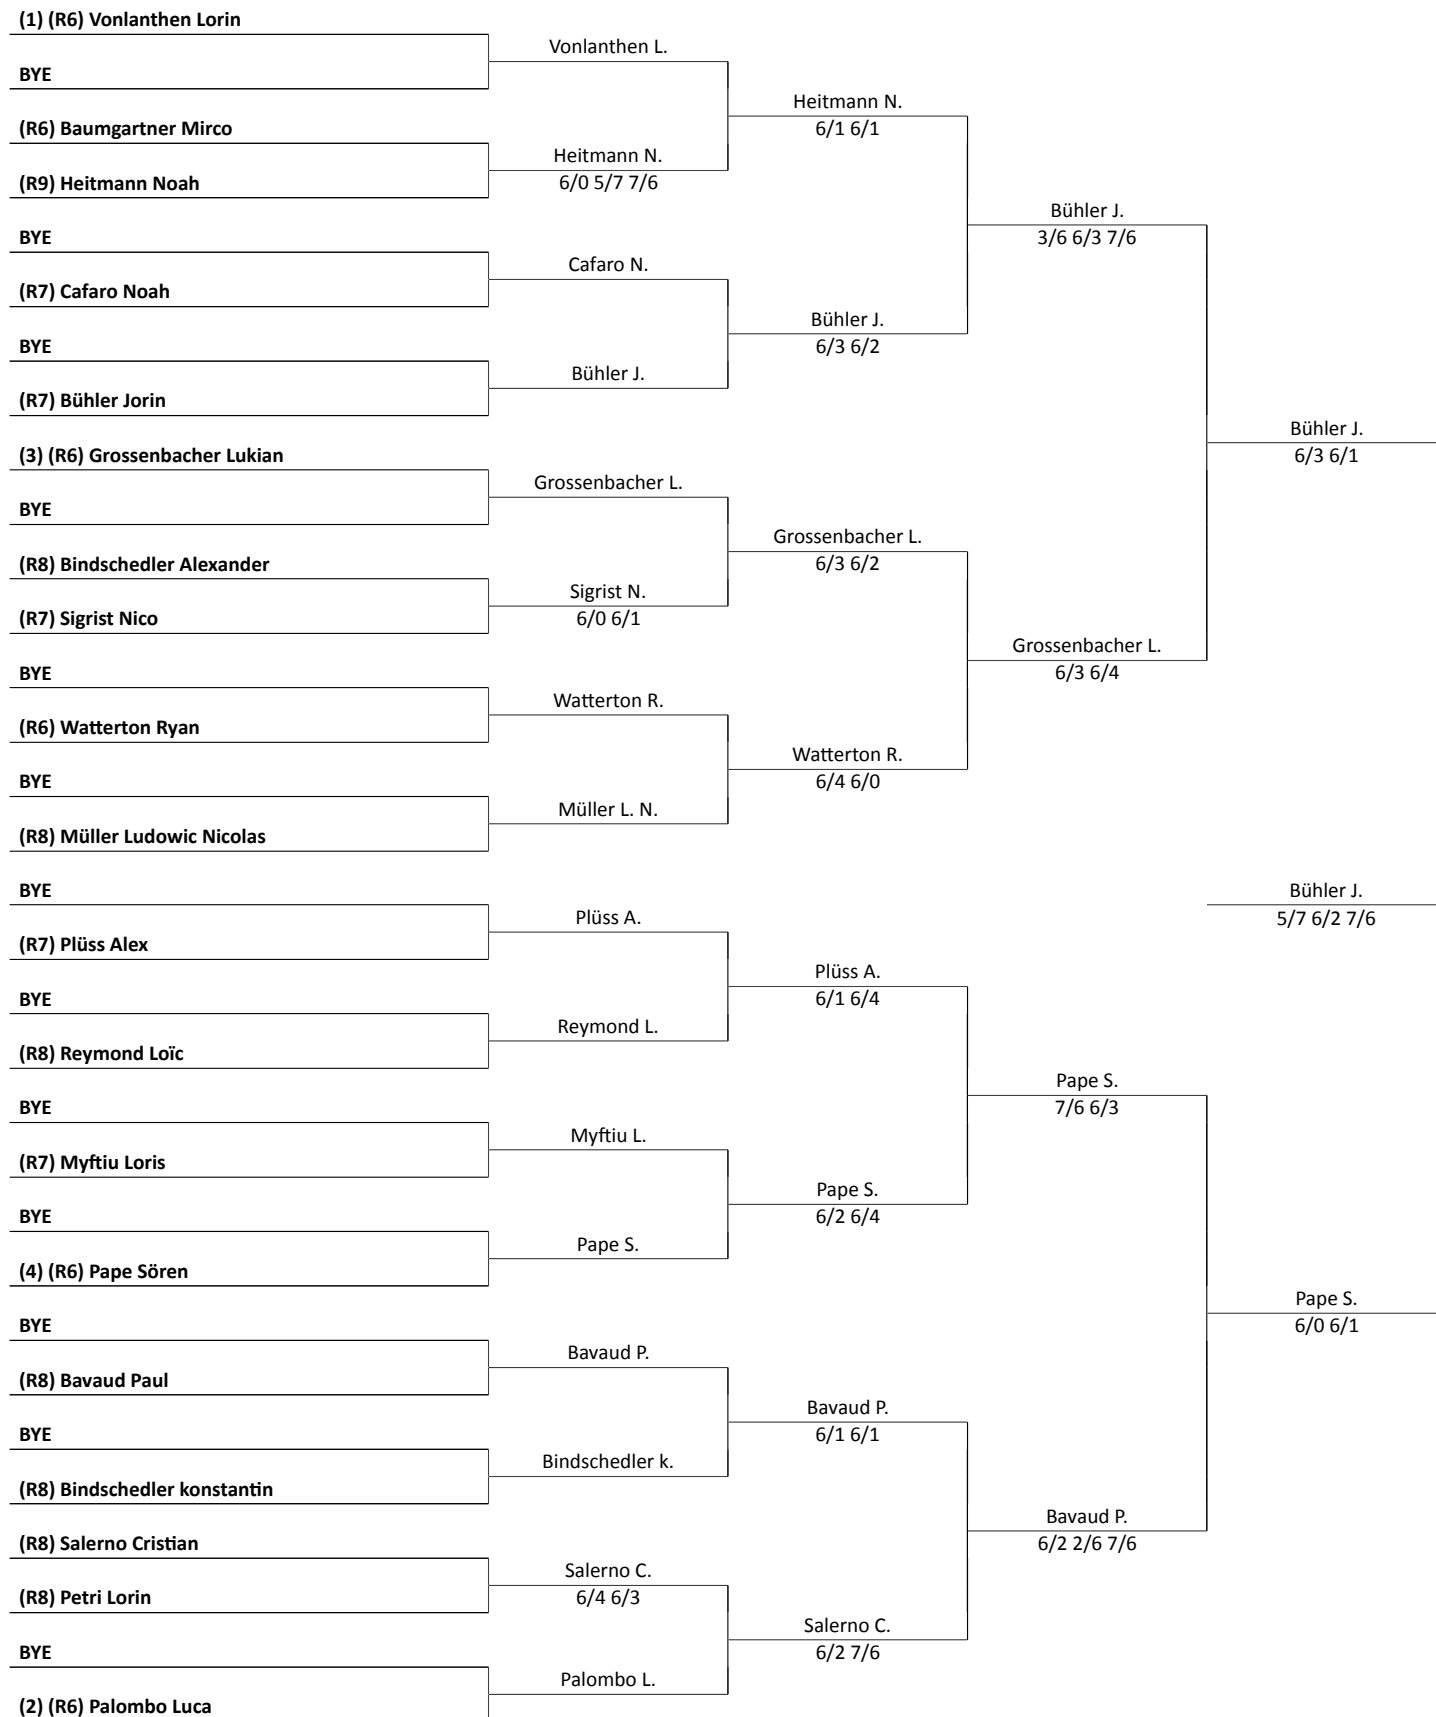 (1) (R6) Vonlanthen Lorin
BYE
(R6) Baumgartner Mirco
(R9) Heitmann Noah
BYE
(R7) Cafaro Noah
BYE
(R7) Bühler Jorin
(3) (R6) Grossenbacher Lukian
BYE
(R8) Bindschedler Alexander
(R7) Sigrist Nico
BYE
(R6) Watterton Ryan
BYE
(R8) Müller Ludowic Nicolas
BYE
(R7) Plüss Alex
BYE
(R8) Reymond Loïc
BYE
(R7) Myftiu Loris
BYE
(4) (R6) Pape Sören
BYE
(R8) Bavaud Paul
BYE
(R8) Bindschedler konstantin
(R8) Salerno Cristian
(R8) Petri Lorin
BYE
(2) (R6) Palombo Luca
Vonlanthen L.
Heitmann N.
6/0 5/7 7/6
Cafaro N.
Bühler J.
Grossenbacher L.
Sigrist N.
6/0 6/1
Watterton R.
Müller L. N.
Plüss A.
Reymond L.
Myftiu L.
Pape S.
Bavaud P.
Bindschedler k.
Salerno C.
6/4 6/3
Palombo L.
Heitmann N.
6/1 6/1
Bühler J.
6/3 6/2
Grossenbacher L.
6/3 6/2
Watterton R.
6/4 6/0
Plüss A.
6/1 6/4
Pape S.
6/2 6/4
Bavaud P.
6/1 6/1
Salerno C.
6/2 7/6
Bühler J.
3/6 6/3 7/6
Grossenbacher L.
6/3 6/4
Pape S.
7/6 6/3
Bavaud P.
6/2 2/6 7/6
Bühler J.
6/3 6/1
Bühler J.
5/7 6/2 7/6
Pape S.
6/0 6/1